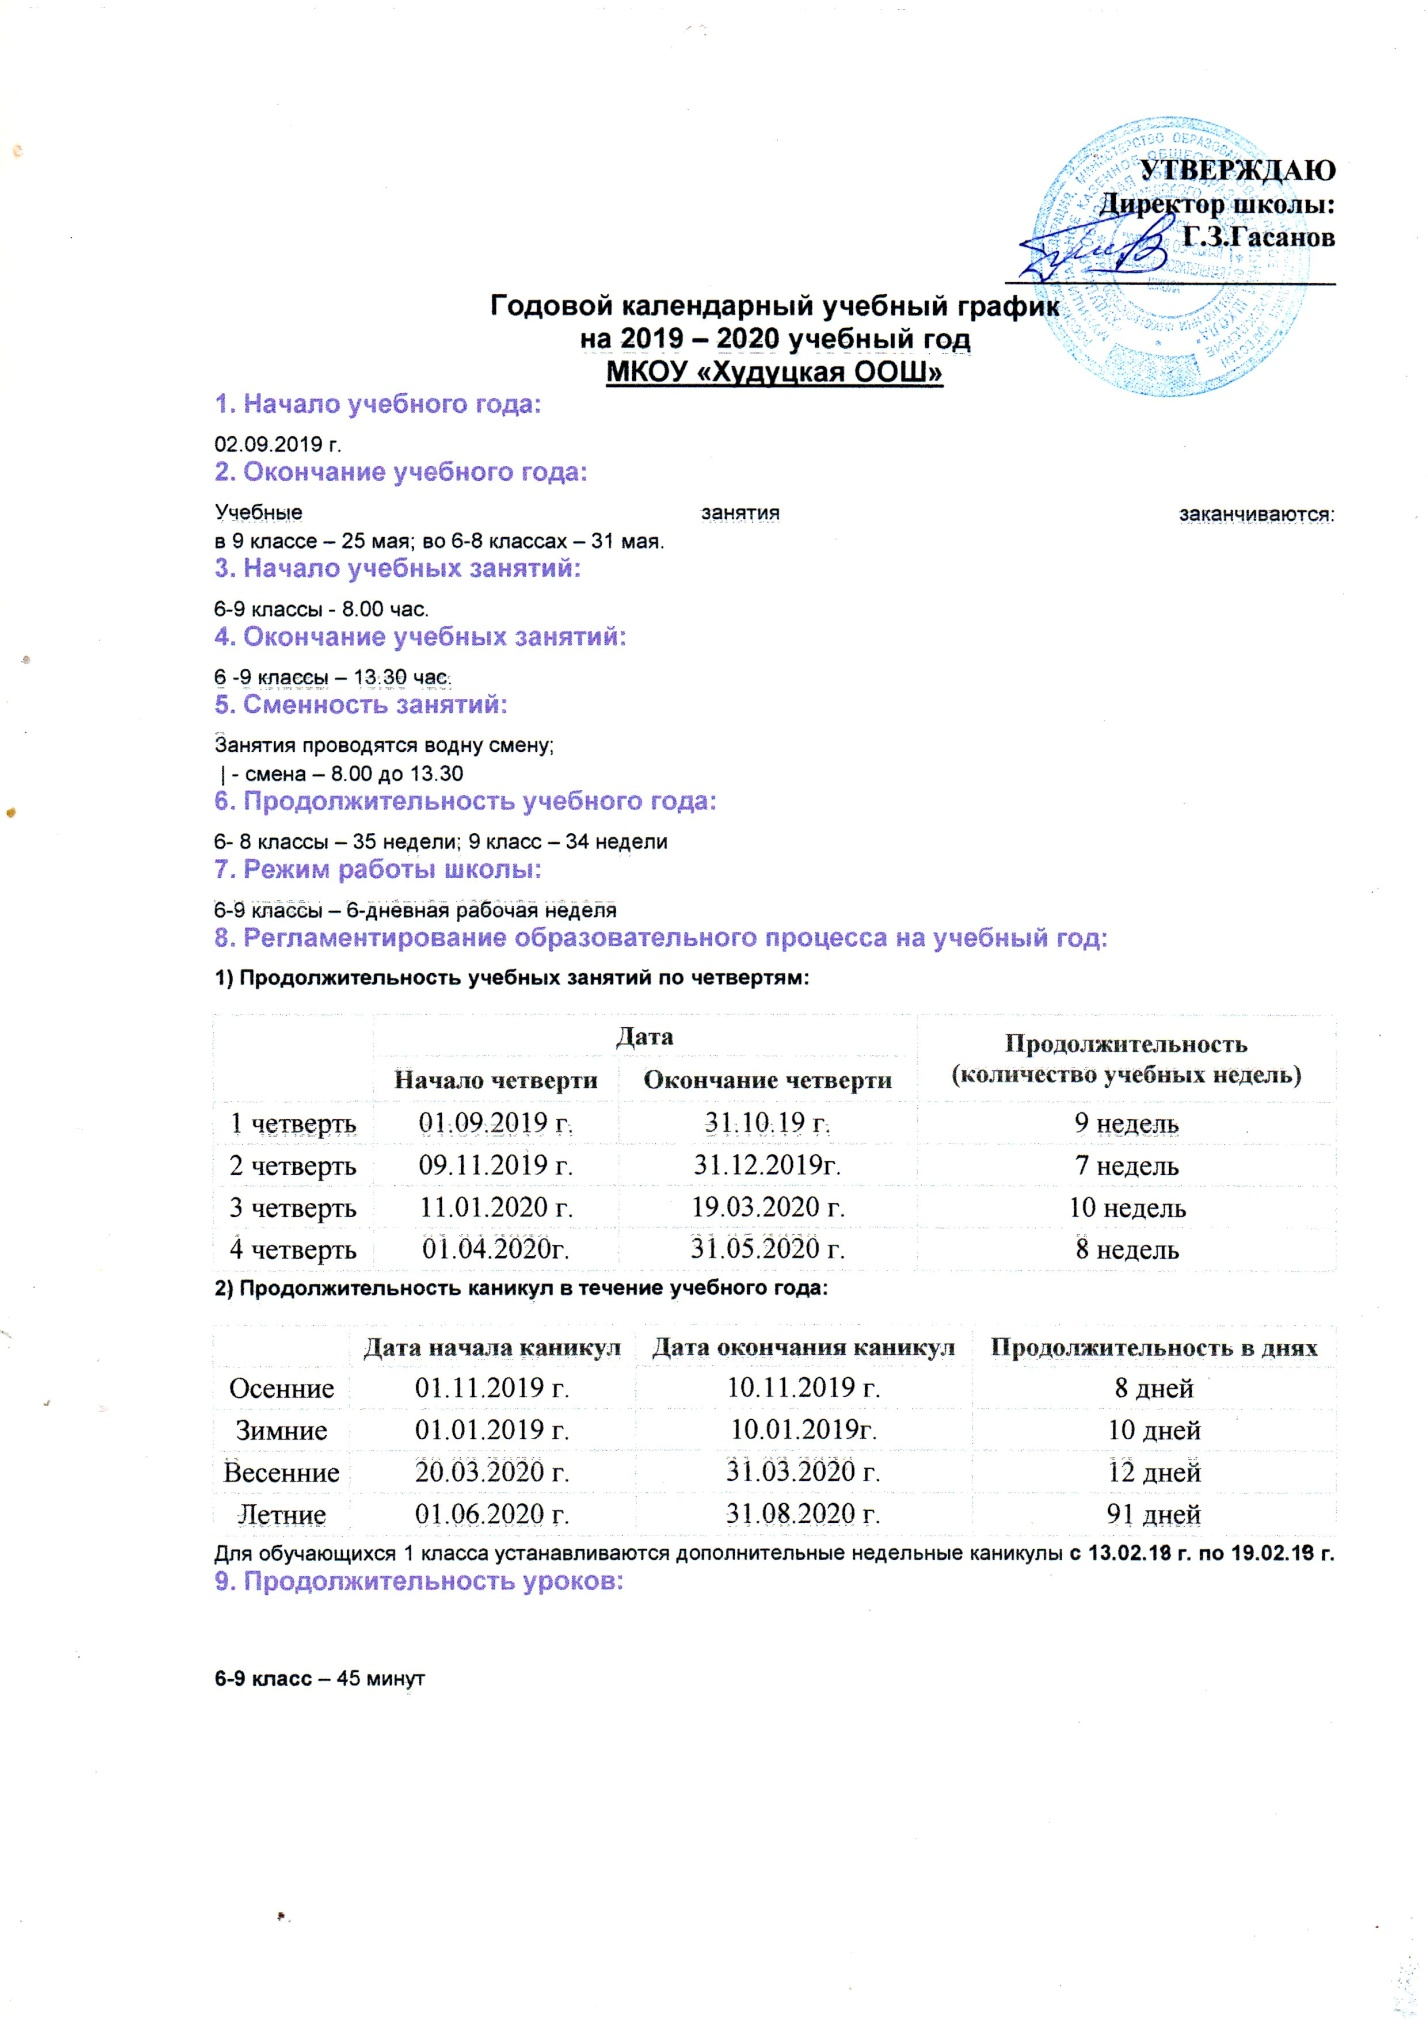 УТВЕРЖДАЮ
Директор школы:
Г.З.Гасанов
Годовой календарный учебный график
на 2019 – 2020 учебный год
МКОУ «Худуцкая ООШ»
1. Начало учебного года:
02.09.2019 г.
2. Окончание учебного года:
Учебные занятия заканчиваются:
в 9 классе – 25 мая; во 6-8 классах – 31 мая.
3. Начало учебных занятий:
6-9 классы - 8.00 час.
4. Окончание учебных занятий:
6 -9 классы – 13.30 час.
5. Сменность занятий:
Занятия проводятся водну смену;
| - смена – 8.00 до 13.30
6. Продолжительность учебного года:
6- 8 классы – 35 недели; 9 класс – 34 недели
7. Режим работы школы:
6-9 классы – 6-дневная рабочая неделя
8. Регламентирование образовательного процесса на учебный год:
1) Продолжительность учебных занятий по четвертям:
Дата Продолжительность
Начало четверти Окончание четверти (количество учебных недель)
1 четверть 01.09.2019 г. 31.10.19 г. 9 недель
2 четверть 09.11.2019 г. 31.12.2019г. 7 недель
3 четверть 11.01.2020 г. 19.03.2020 г. 10 недель
4 четверть 01.04.2020г. 31.05.2020 г. 8 недель
2) Продолжительность каникул в течение учебного года:
Дата начала каникул Дата окончания каникул Продолжительность в днях
Осенние 01.11.2019 г. 10.11.2019 г. 8 дней
Зимние 01.01.2019 г. 10.01.2019г. 10 дней
Весенние 20.03.2020 г. 31.03.2020 г. 12 дней
Летние 01.06.2020 г. 31.08.2020 г. 91 дней
Для обучающихся 1 класса устанавливаются дополнительные недельные каникулы с 13.02.18 г. по 19.02.18 г.
9. Продолжительность уроков:
6-9 класс – 45 минут